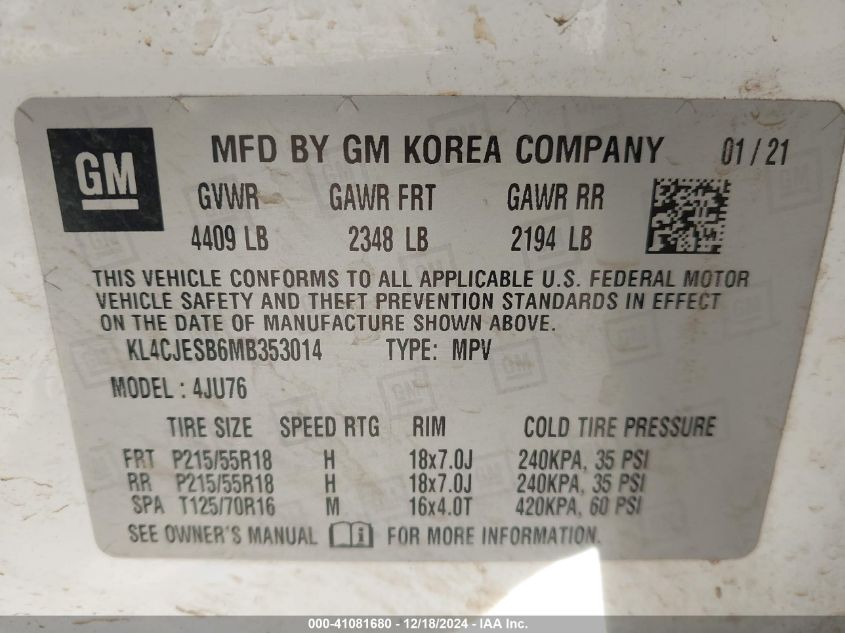 GM MFD BY GM KOREA COMPANY 01/21
GVWR GAWR FRT GAWR RR
4409 LB 2348 LB 2194 LB
THIS VEHICLE CONFORMS TO ALL APPLICABLE U.S. FEDERAL MOTOR
VEHICLE SAFETY AND THEFT PREVENTION STANDARDS IN EFFECT
ON THE DATE OF MANUFACTURE SHOWN ABOVE.
KL4CJESB6MB353014 TYPE: MPV
MODEL : 4JU76
TIRE SIZE SPEED RTG RIM COLD TIRE PRESSURE
FRT P215/55R18 H 18x7.0J 240KPA, 35 PSI
RR P215/55R18 H 18x7.0J 240KPA, 35 PSI
SPA T125/70R16 M 16x4.0T 420KPA, 60 PSI
SEE OWNER'S MANUAL FOR MORE INFORMATION.
000-41081680 - 12/18/2024 - IAA Inc.